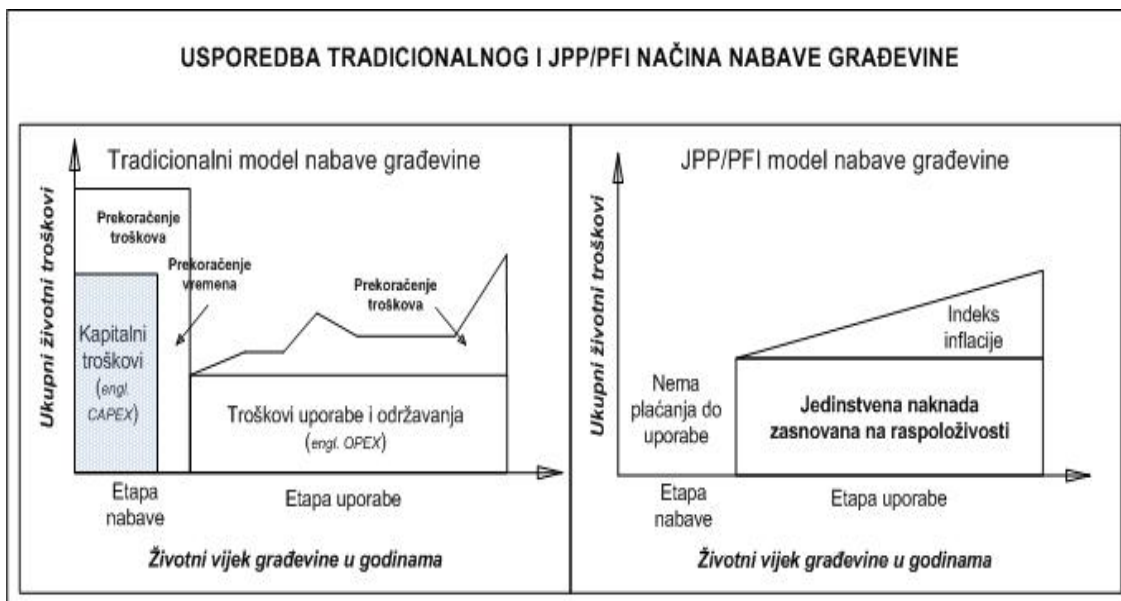 USPOREDBA TRADICIONALNOG I JPP/PFI NAČINA NABAVE GRAĐEVINE
Tradicionalni model nabave građevine
Ukupni životni troškovi
Prekoračenje
troškova
Prekoračenje
vremena
Prekoračenje
troškova
Kapitalni
troškovi
(engl.
CAPEX)
Troškovi uporabe i održavanja
(engl. OPEX)
Etapa
nabave
Etapa uporabe
Životni vijek građevine u godinama
JPP/PFI model nabave građevine
Ukupni životni troškovi
Indeks
inflacije
Nema
plaćanja do
uporabe
Jedinstvena naknada
zasnovana na raspoloživosti
Etapa
nabave
Etapa uporabe
Životni vijek građevine u godinama